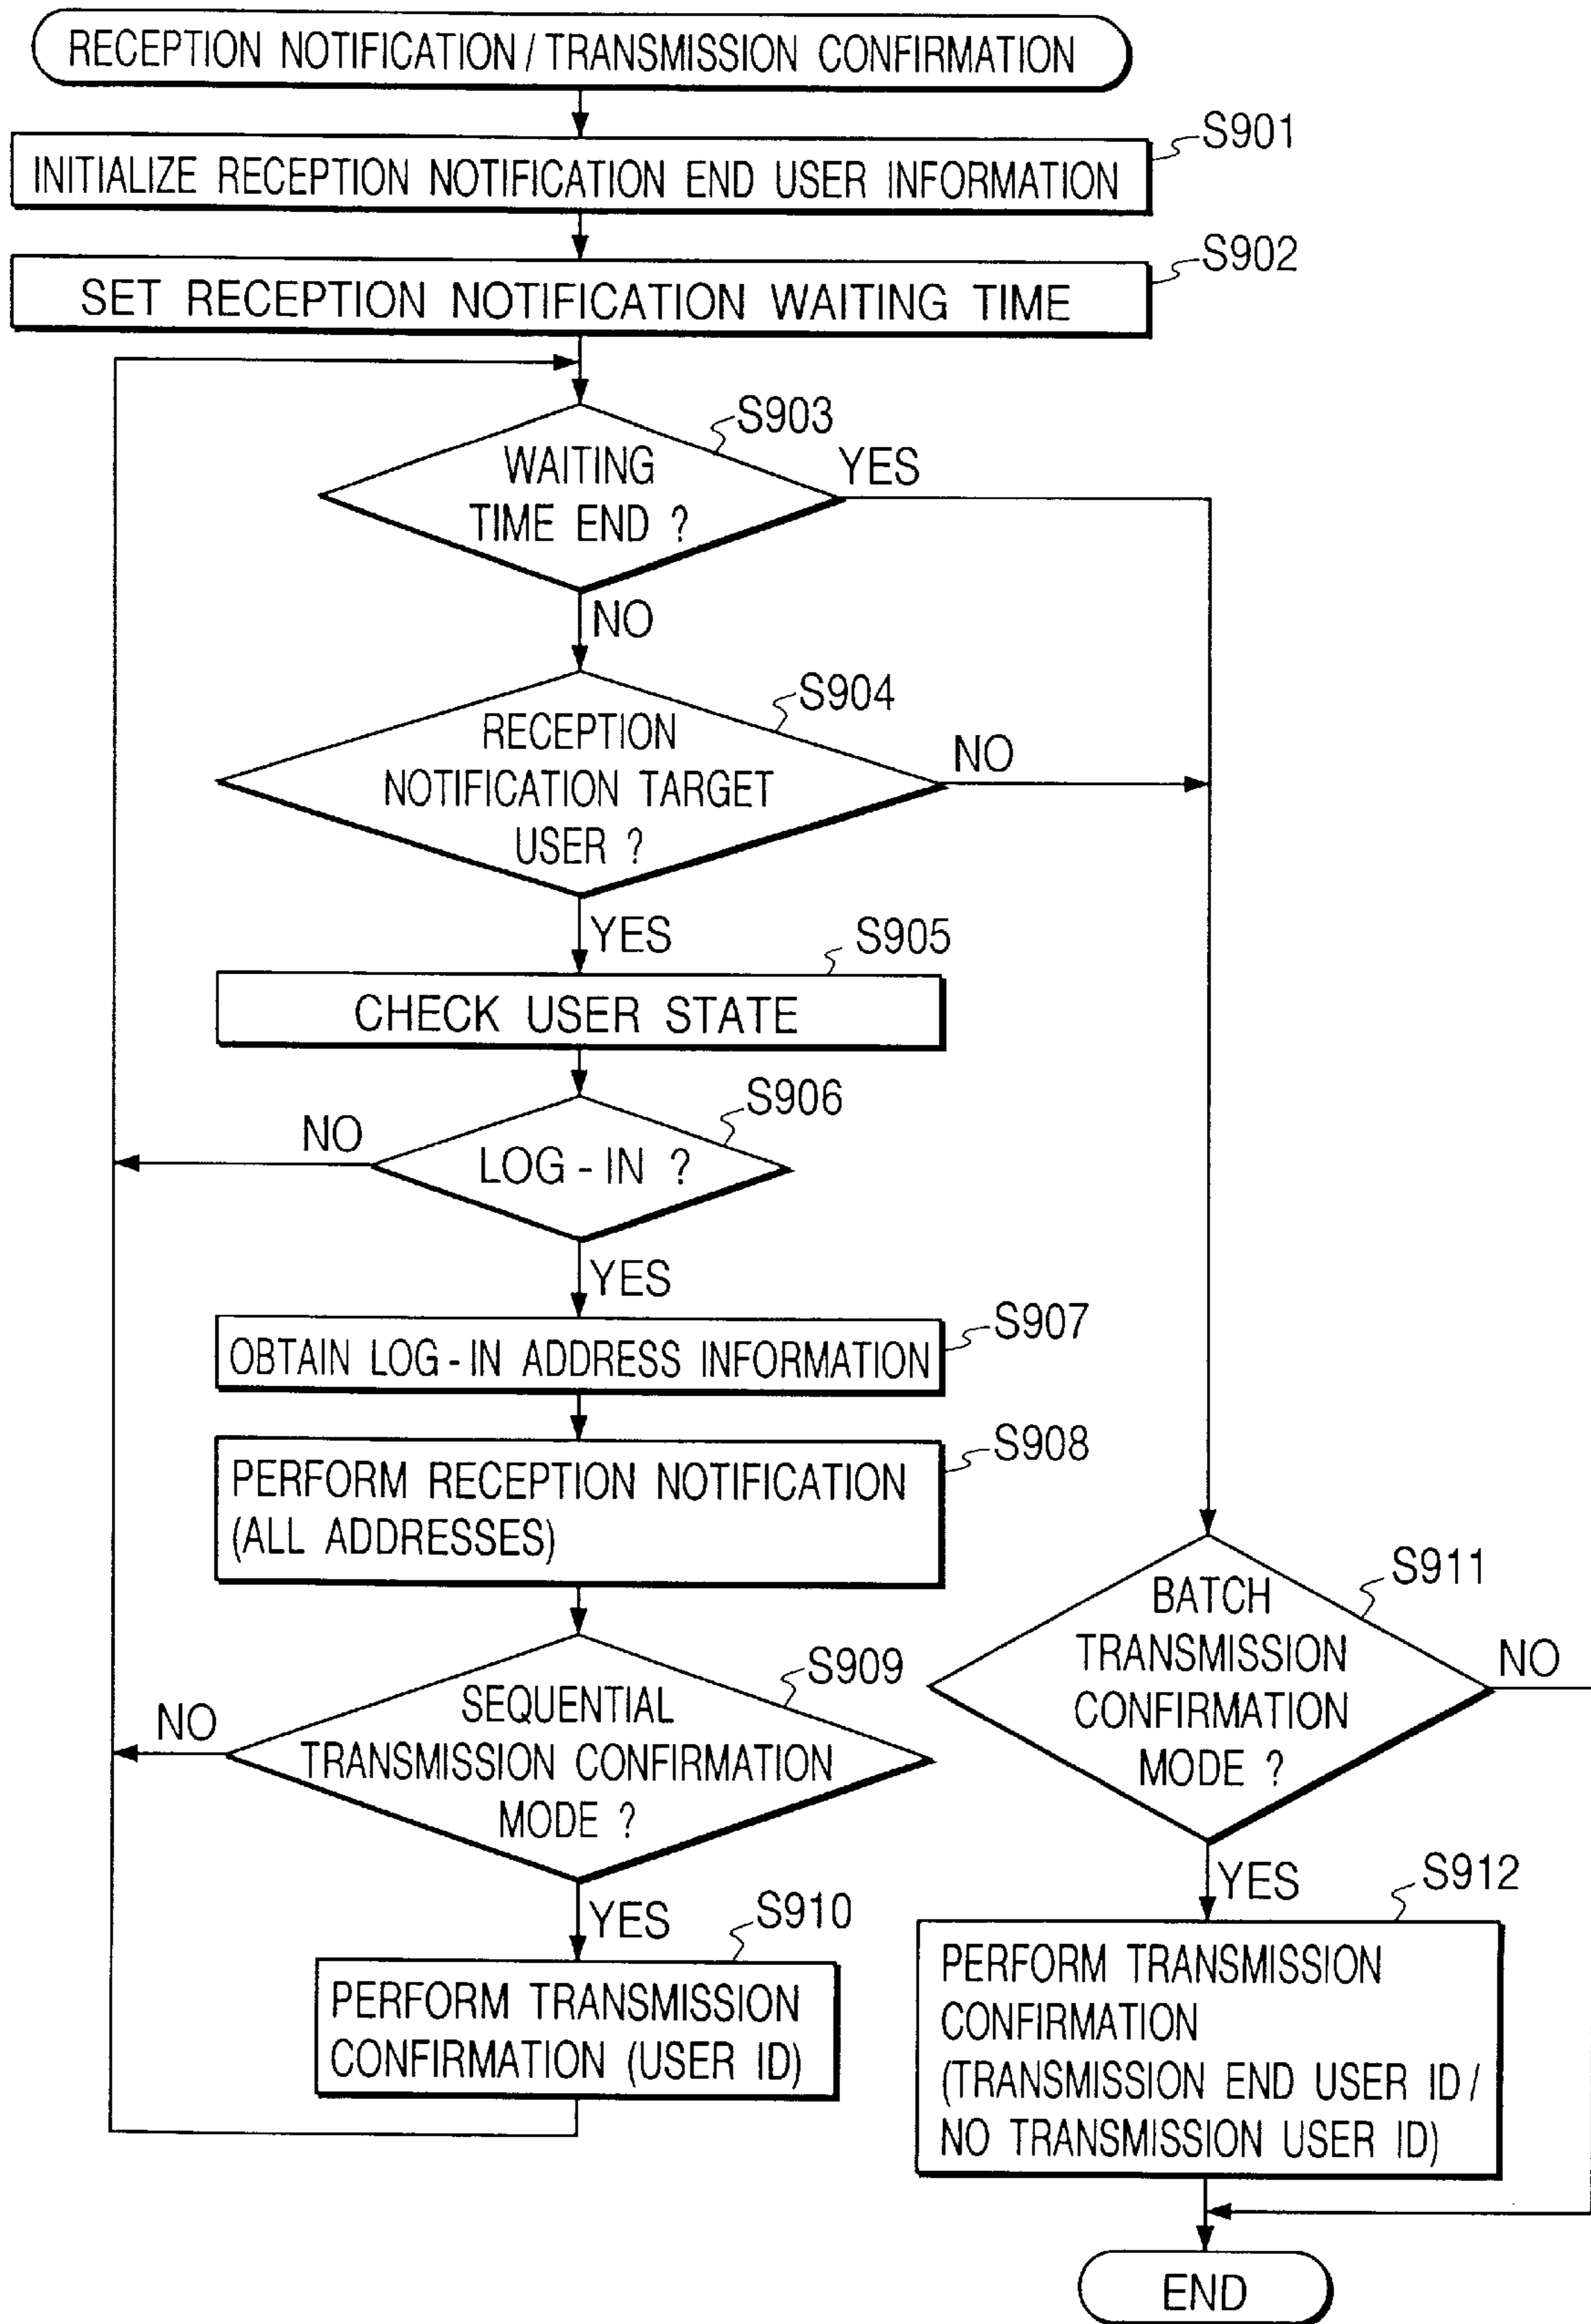 RECEPTION NOTIFICATION / TRANSMISSION CONFIRMATION
S901
INITIALIZE RECEPTION NOTIFICATION END USER INFORMATION
S902
SET RECEPTION NOTIFICATION WAITING TIME
S903
WAITING
TIME END ?
YES
NO
S904
RECEPTION
NOTIFICATION TARGET
USER ?
NO
YES
S905
CHECK USER STATE
S906
LOG - IN ?
NO
YES
S907
OBTAIN LOG - IN ADDRESS INFORMATION
S908
PERFORM RECEPTION NOTIFICATION
(ALL ADDRESSES)
S909
SEQUENTIAL
TRANSMISSION CONFIRMATION
MODE ?
NO
YES
S910
PERFORM TRANSMISSION
CONFIRMATION (USER ID)
S911
BATCH
TRANSMISSION
CONFIRMATION
MODE ?
NO
YES
S912
PERFORM TRANSMISSION
CONFIRMATION
(TRANSMISSION END USER ID /
NO TRANSMISSION USER ID)
END